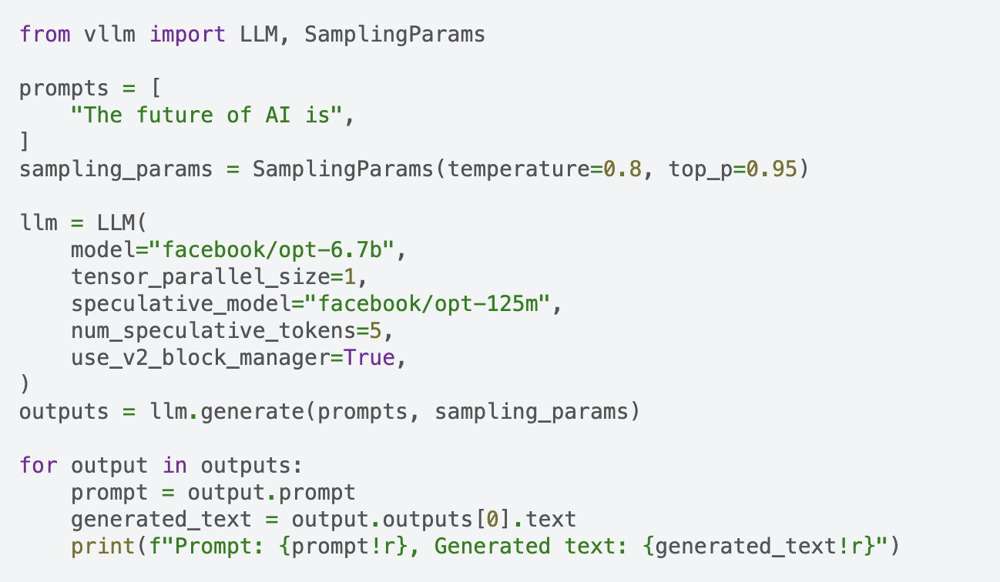 from vllm import LLM, SamplingParams

prompts = [
    "The future of AI is",
]
sampling_params = SamplingParams(temperature=0.8, top_p=0.95)

llm = LLM(
    model="facebook/opt-6.7b",
    tensor_parallel_size=1,
    speculative_model="facebook/opt-125m",
    num_speculative_tokens=5,
    use_v2_block_manager=True,
)
outputs = llm.generate(prompts, sampling_params)

for output in outputs:
    prompt = output.prompt
    generated_text = output.outputs[0].text
    print(f"Prompt: {prompt!r}, Generated text: {generated_text!r}")